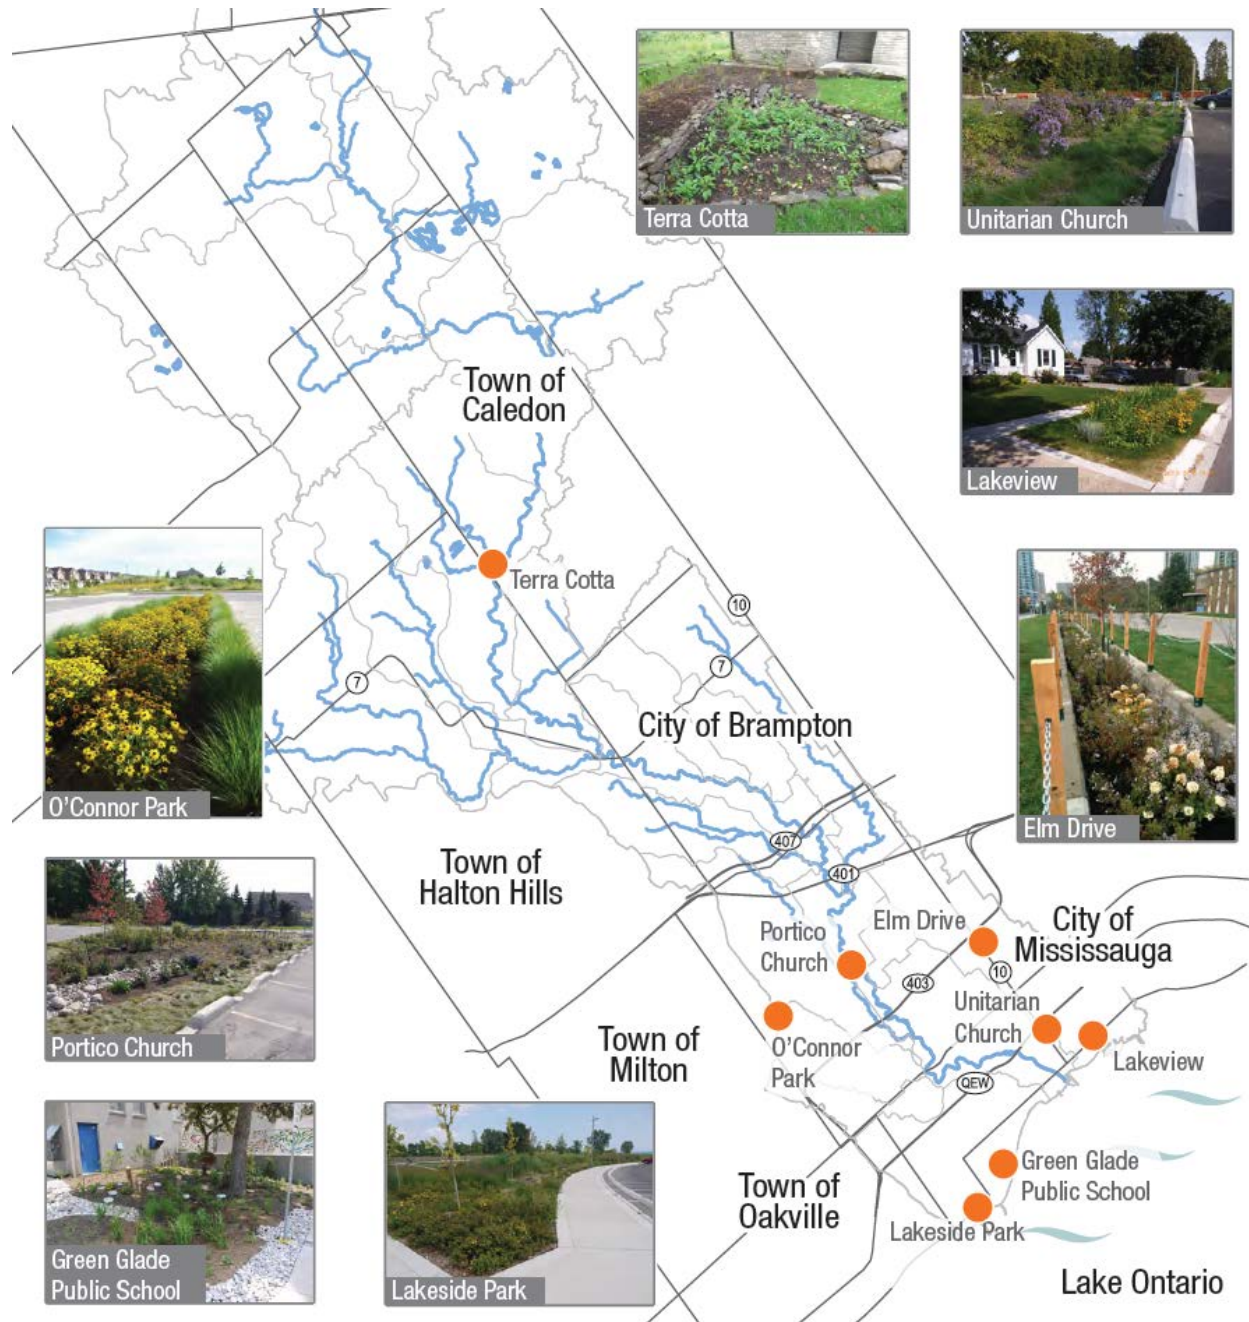 Terra Cotta
Unitarian Church
Lakeview
Town of
Caledon
Terra Cotta
10
7
7
City of Brampton
O'Connor Park
Elm Drive
407
Town of
Halton Hills
401
Elm Drive
City of
Mississauga
Portico
Church
10
403
Unitarian
Church
Portico Church
Town of
Milton
O'Connor
Park
Lakeview
QEW
Green Glade
Public School
Town of
Oakville
Lakeside Park
Green Glade
Public School
Lakeside Park
Lake Ontario